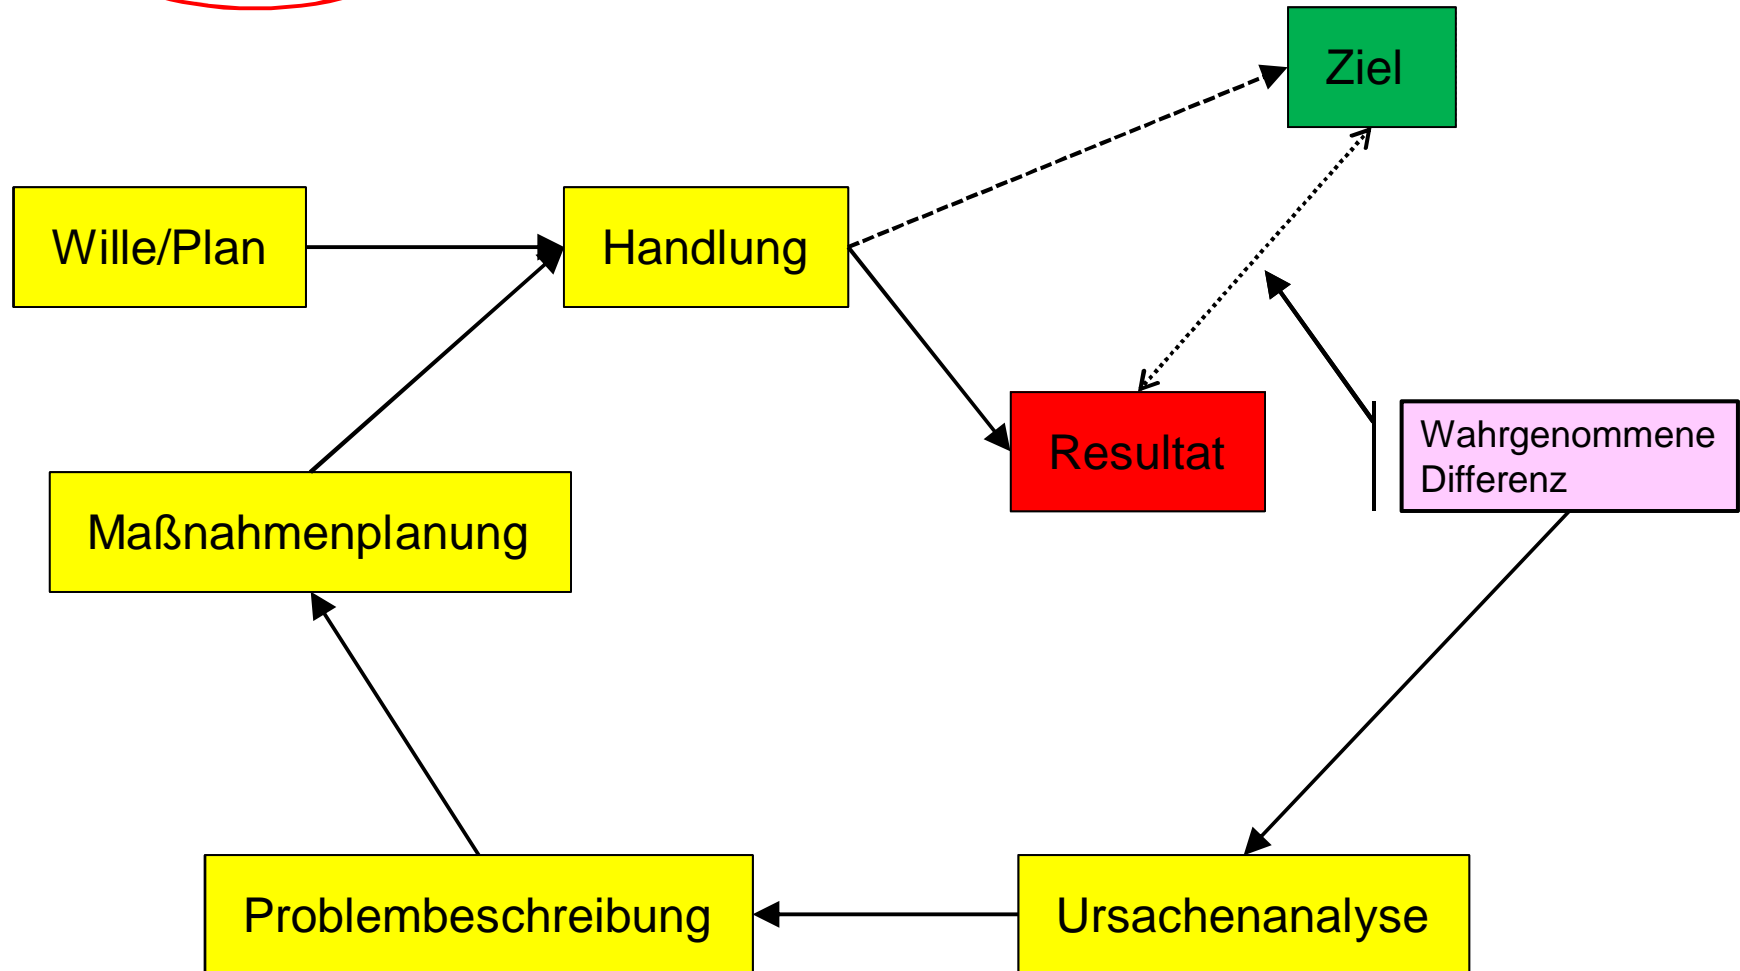 Ziel
Wille/Plan
Handlung
Resultat
Wahrgenommene
Differenz
Maßnahmenplanung
Problembeschreibung
Ursachenanalyse